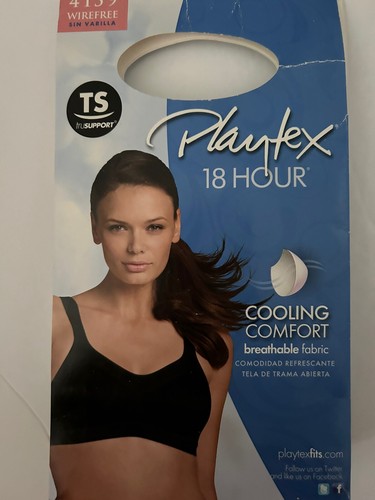 4159
WIREFREE
SIN VARILLA
TS
truSUPPORT®
Playtex®
18 HOUR®
COOLING
COMFORT
breathable fabric
COMODIDAD REFRESCANTE
TELA DE TRAMA ABIERTA
playtexfits.com
Follow us on Twitter
and like us on Facebook